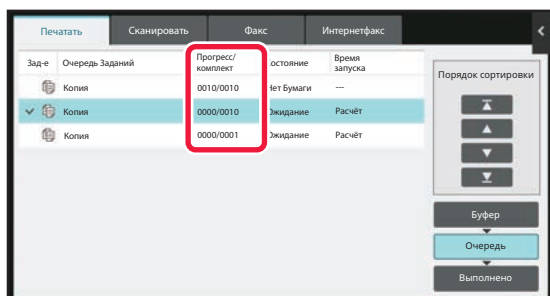 Печатать Сканировать Факс Интернетфакс
Зад-е Очередь Заданий Прогресс/комплект остояние Время запуска
Копия 0010/0010 Нет Бумаги ---
Копия 0000/0010 Ожидание Расчёт
Копия 0000/0001 Ожидание Расчёт
Порядок сортировки
Буфер
Очередь
Выполнено